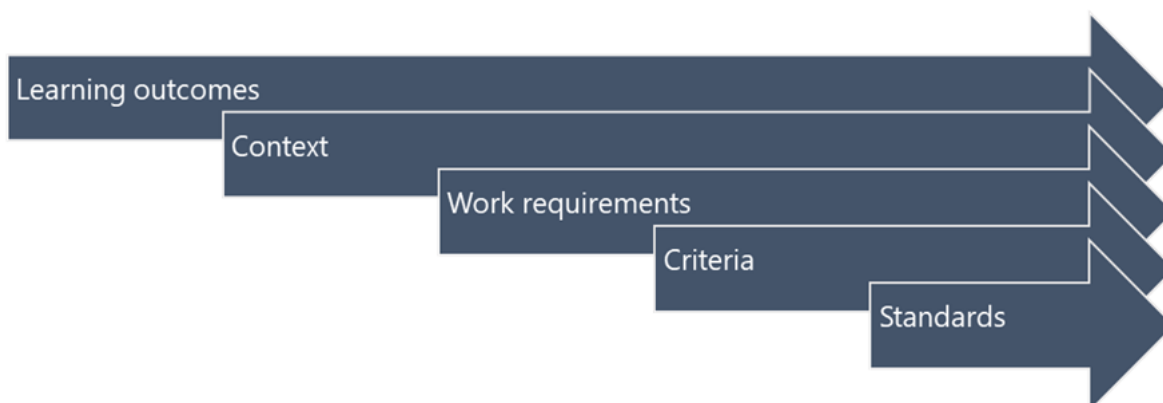 Learning outcomes
Context
Work requirements
Criteria
Standards